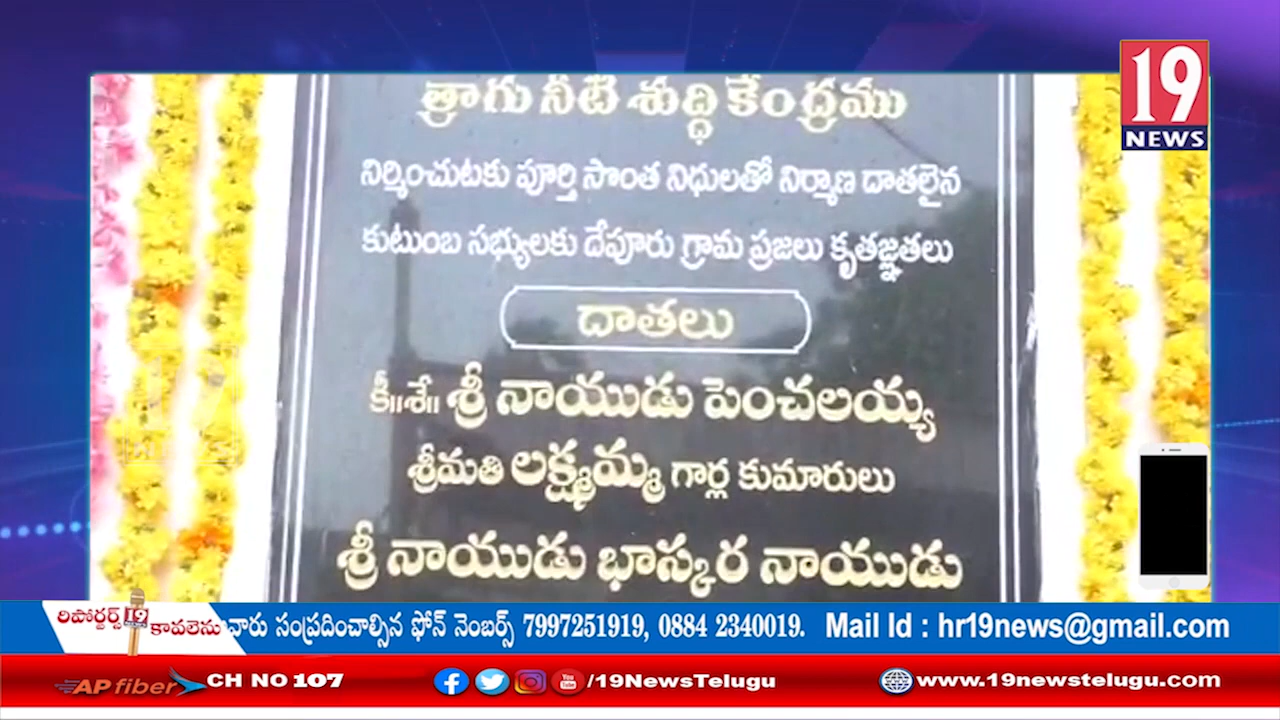 19
NEWS
త్రాగు నీటి శుద్ధి కేంద్రము
నిర్మించుటకు పూర్తి సొంత నిధులతో నిర్మాణ దాతలైన
కుటుంబ సభ్యులకు దేపూరు గ్రామ ప్రజలు కృతజ్ఞతలు
దాతలు
కీ॥శే॥ శ్రీ నాయుడు పెంచలయ్య
శ్రీమతి లక్ష్మమ్మ గార్ల కుమారులు
శ్రీ నాయుడు భాస్కర నాయుడు
రిపోర్టర్స్ 19 కావలెను వారు సంప్రదించాల్సిన ఫోన్ నెంబర్స్ 7997251919, 0884 2340019. Mail Id : hr19news@gmail.com
AP fiber CH NO 107 /19NewsTelugu www.19newstelugu.com